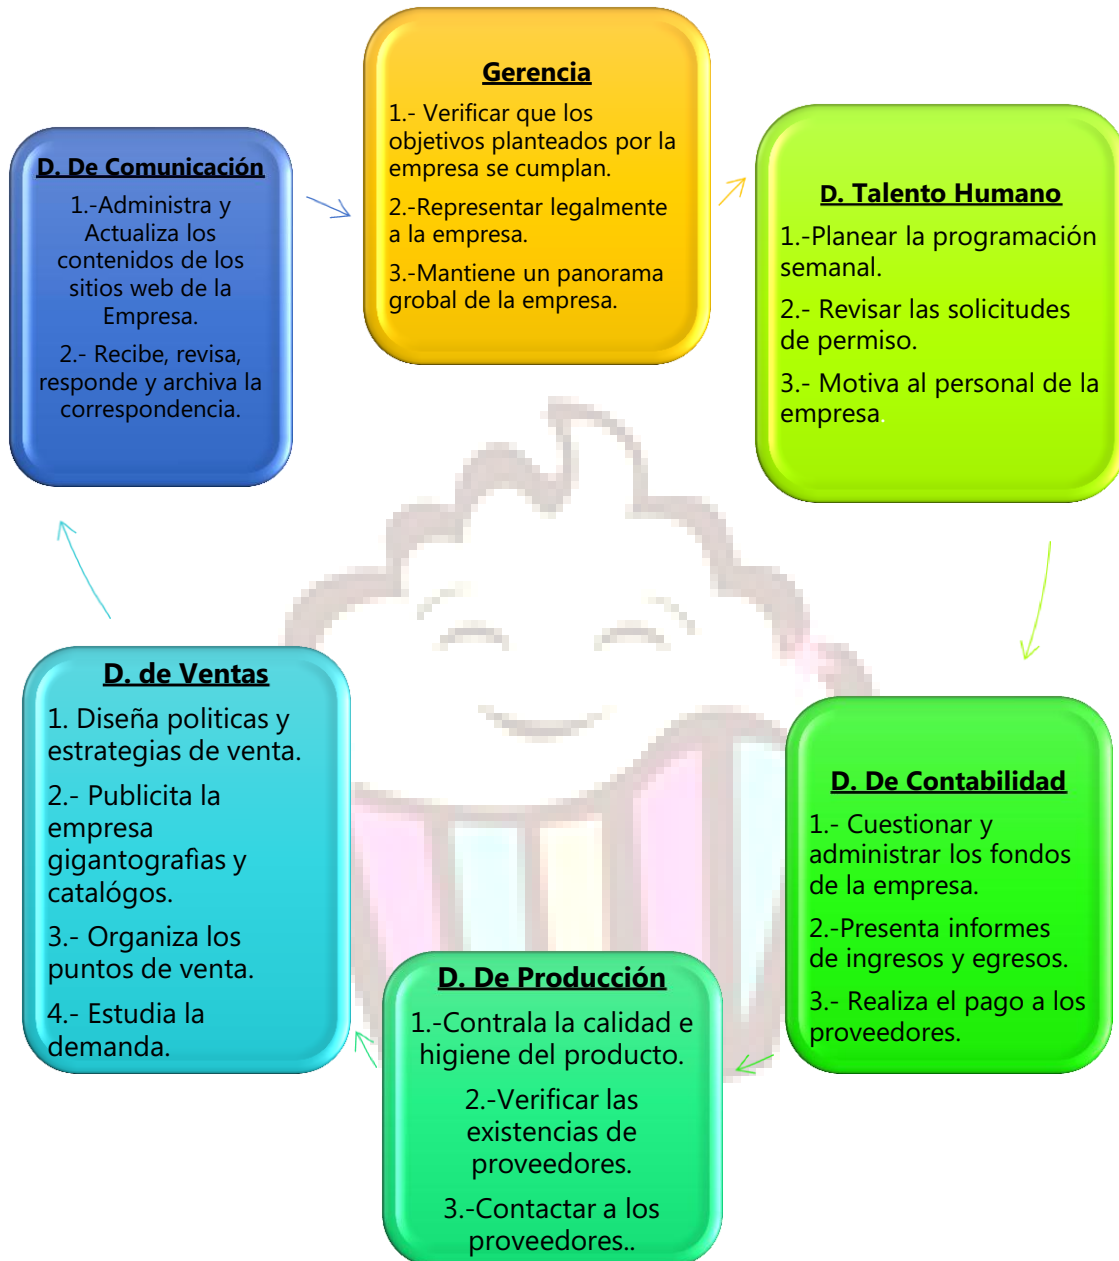 Gerencia
1.- Verificar que los
objetivos planteados por la
empresa se cumplan.
2.-Representar legalmente
a la empresa.
3.-Mantiene un panorama
grobal de la empresa.
D. Talento Humano
1.-Planear la programación
semanal.
2.- Revisar las solicitudes
de permiso.
3.- Motiva al personal de la
empresa.
D. De Contabilidad
1.- Cuestionar y
administrar los fondos
de la empresa.
2.-Presenta informes
de ingresos y egresos.
3.- Realiza el pago a los
proveedores.
D. De Producción
1.-Contrala la calidad e
higiene del producto.
2.-Verificar las
existencias de
proveedores.
3.-Contactar a los
proveedores..
D. de Ventas
1. Diseña politicas y
estrategias de venta.
2.- Publicita la
empresa
gigantografias y
catalógos.
3.- Organiza los
puntos de venta.
4.- Estudia la
demanda.
D. De Comunicación
1.-Administra y
Actualiza los
contenidos de los
sitios web de la
Empresa.
2.- Recibe, revisa,
responde y archiva la
correspondencia.